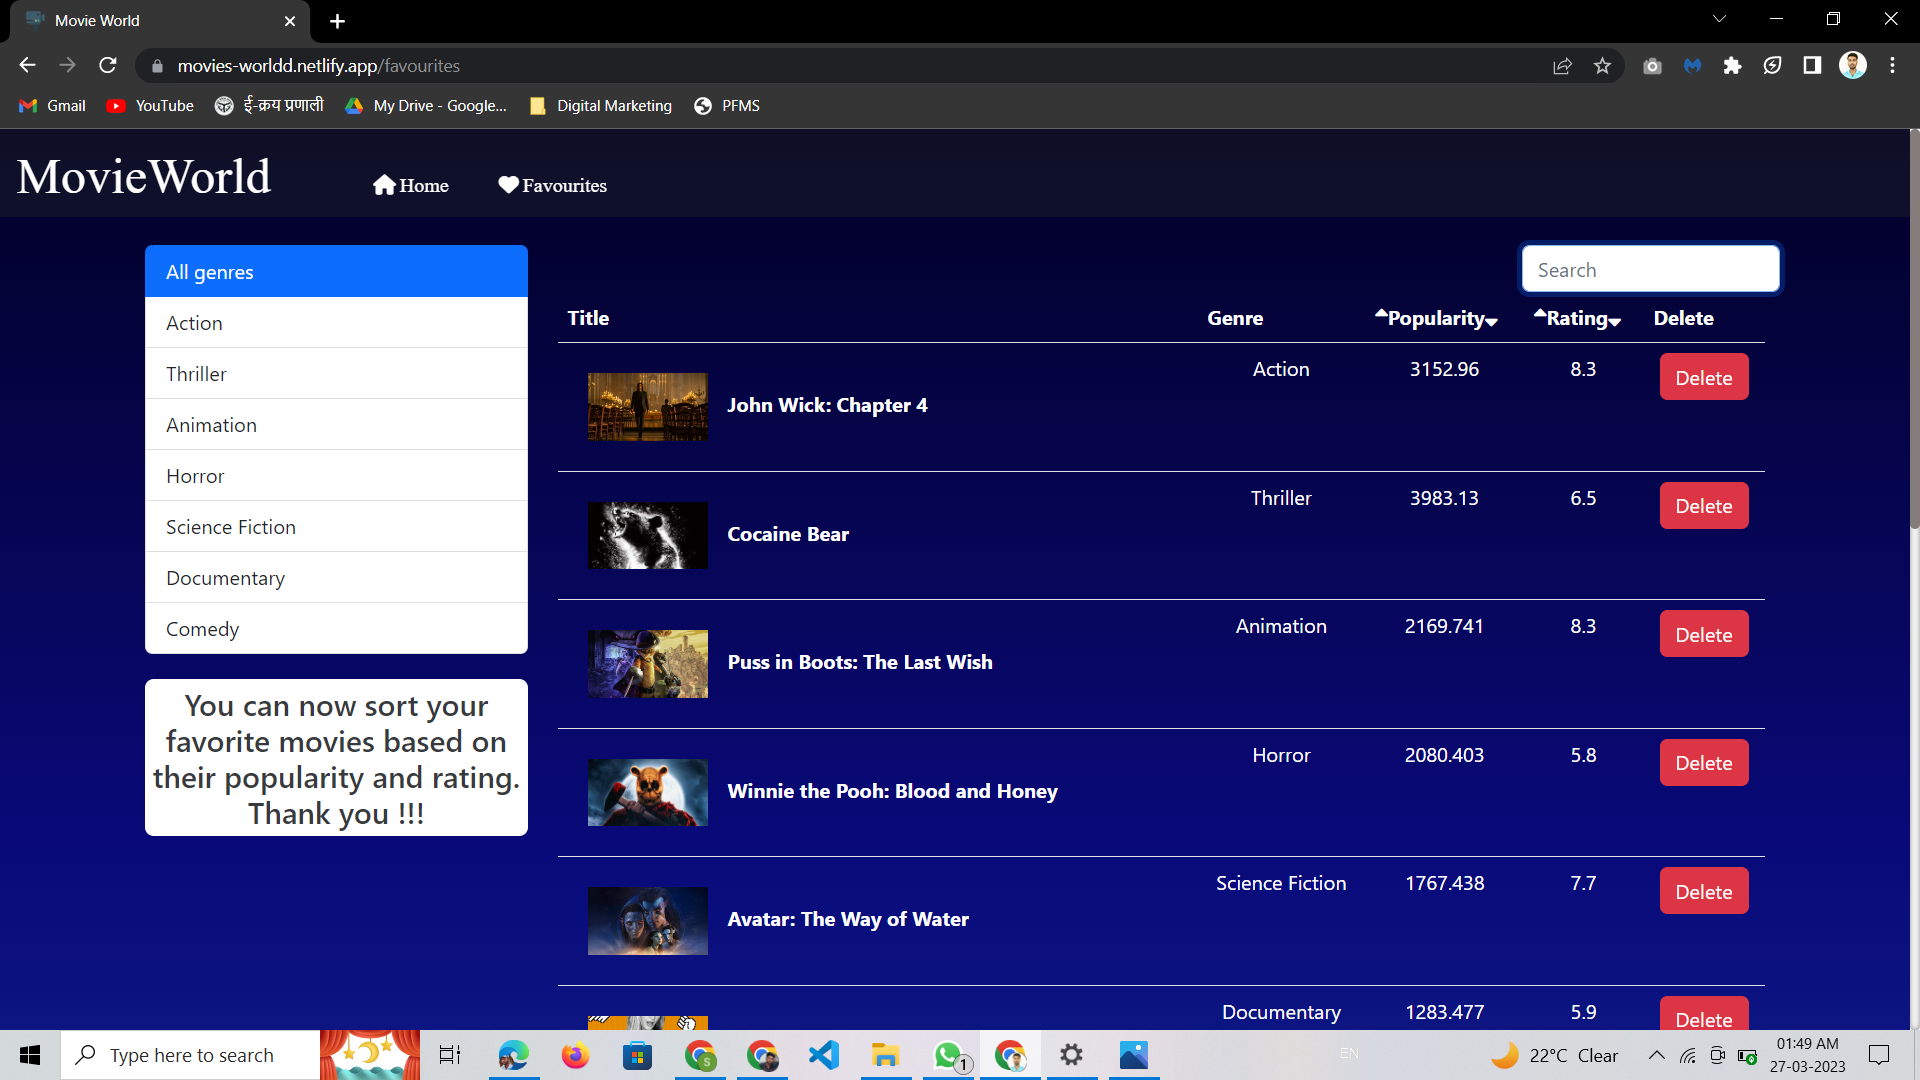 Movie World
movies-worldd.netlify.app/favourites
Gmail YouTube ई-क्रय प्रणाली My Drive - Google... Digital Marketing PFMS
MovieWorld Home Favourites
Search
All genres
Action
Thriller
Animation
Horror
Science Fiction
Documentary
Comedy
You can now sort your
favorite movies based on
their popularity and rating.
Thank you !!!
Title Genre Popularity Rating Delete
John Wick: Chapter 4 Action 3152.96 8.3 Delete
Cocaine Bear Thriller 3983.13 6.5 Delete
Puss in Boots: The Last Wish Animation 2169.741 8.3 Delete
Winnie the Pooh: Blood and Honey Horror 2080.403 5.8 Delete
Avatar: The Way of Water Science Fiction 1767.438 7.7 Delete
Documentary 1283.477 5.9 Delete
Type here to search S 1 EN 22°C Clear 01:49 AM
27-03-2023